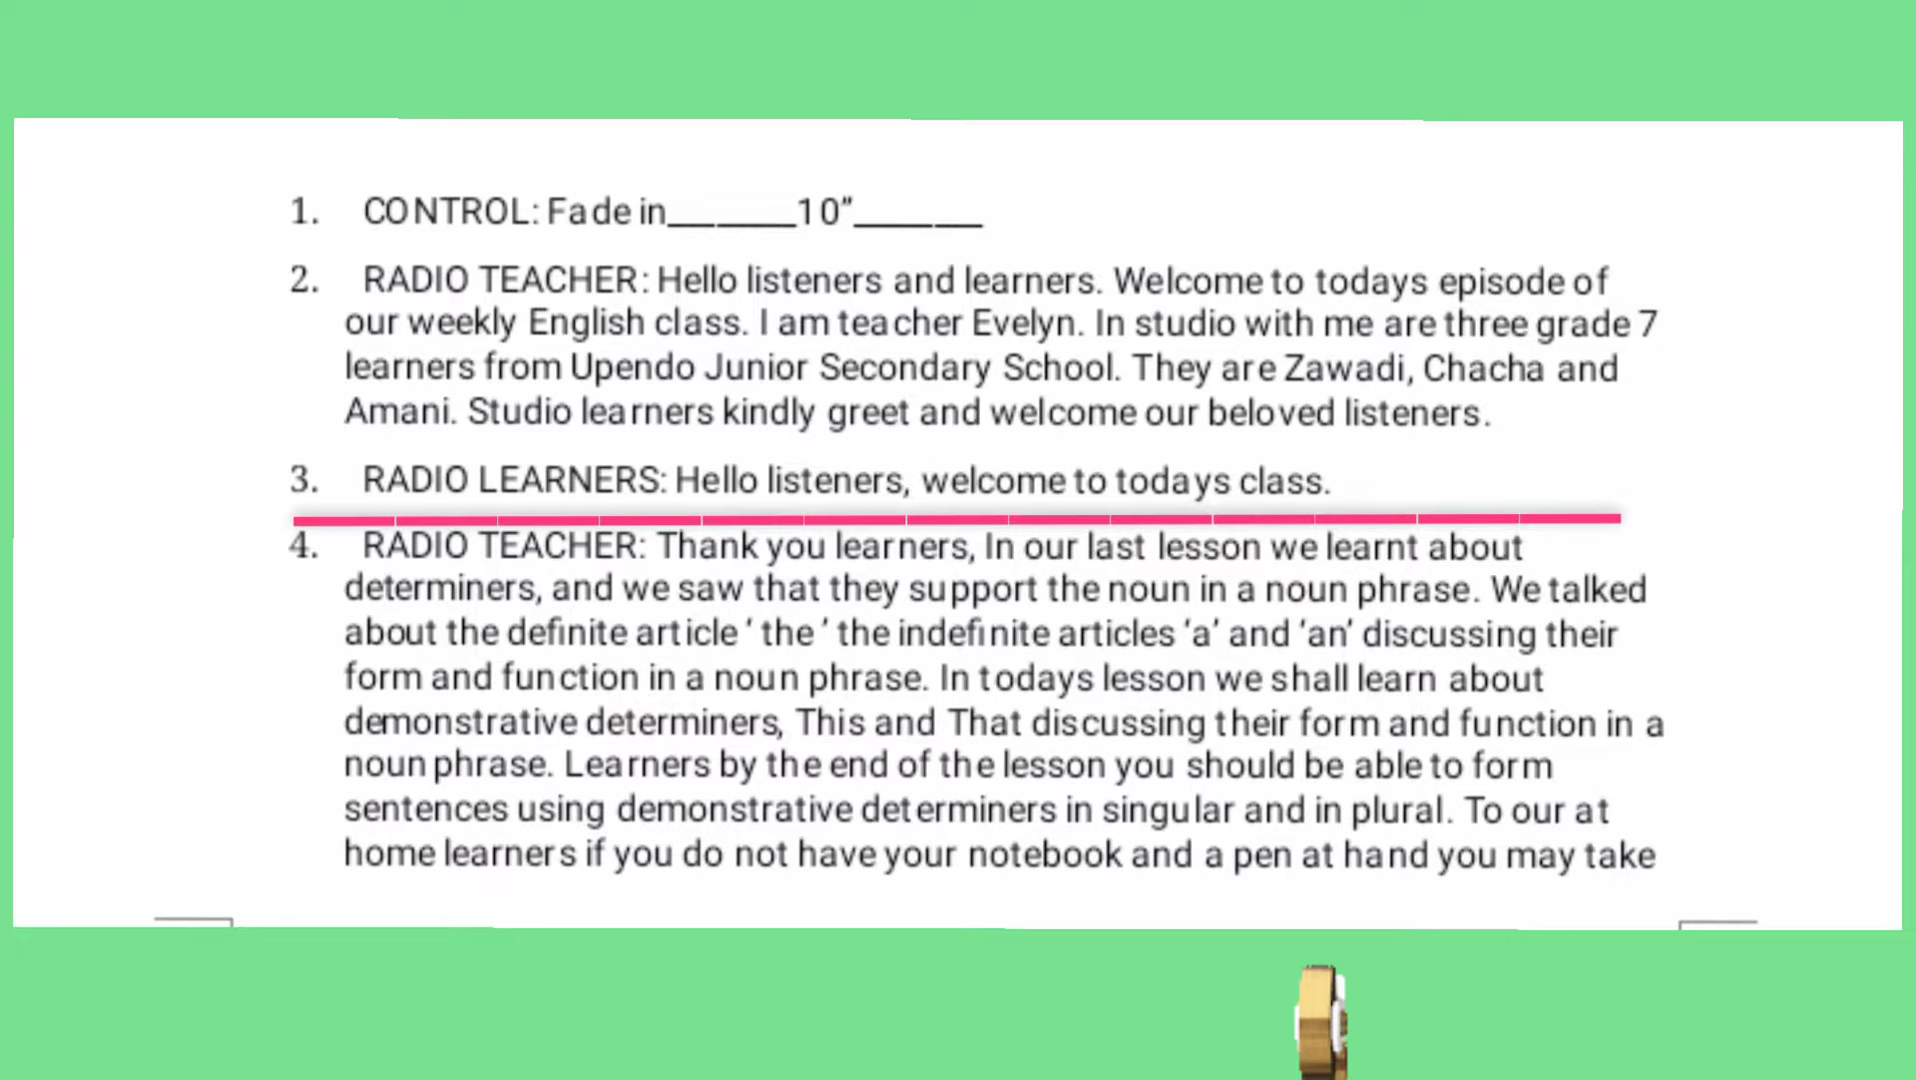 1. CONTROL: Fade in_______10”_______
2. RADIO TEACHER: Hello listeners and learners. Welcome to todays episode of
our weekly English class. I am teacher Evelyn. In studio with me are three grade 7
learners from Upendo Junior Secondary School. They are Zawadi, Chacha and
Amani. Studio learners kindly greet and welcome our beloved listeners.
3. RADIO LEARNERS: Hello listeners, welcome to todays class.
4. RADIO TEACHER: Thank you learners, In our last lesson we learnt about
determiners, and we saw that they support the noun in a noun phrase. We talked
about the definite article ‘ the ’ the indefinite articles ‘a’ and ‘an’ discussing their
form and function in a noun phrase. In todays lesson we shall learn about
demonstrative determiners, This and That discussing their form and function in a
noun phrase. Learners by the end of the lesson you should be able to form
sentences using demonstrative determiners in singular and in plural. To our at
home learners if you do not have your notebook and a pen at hand you may take